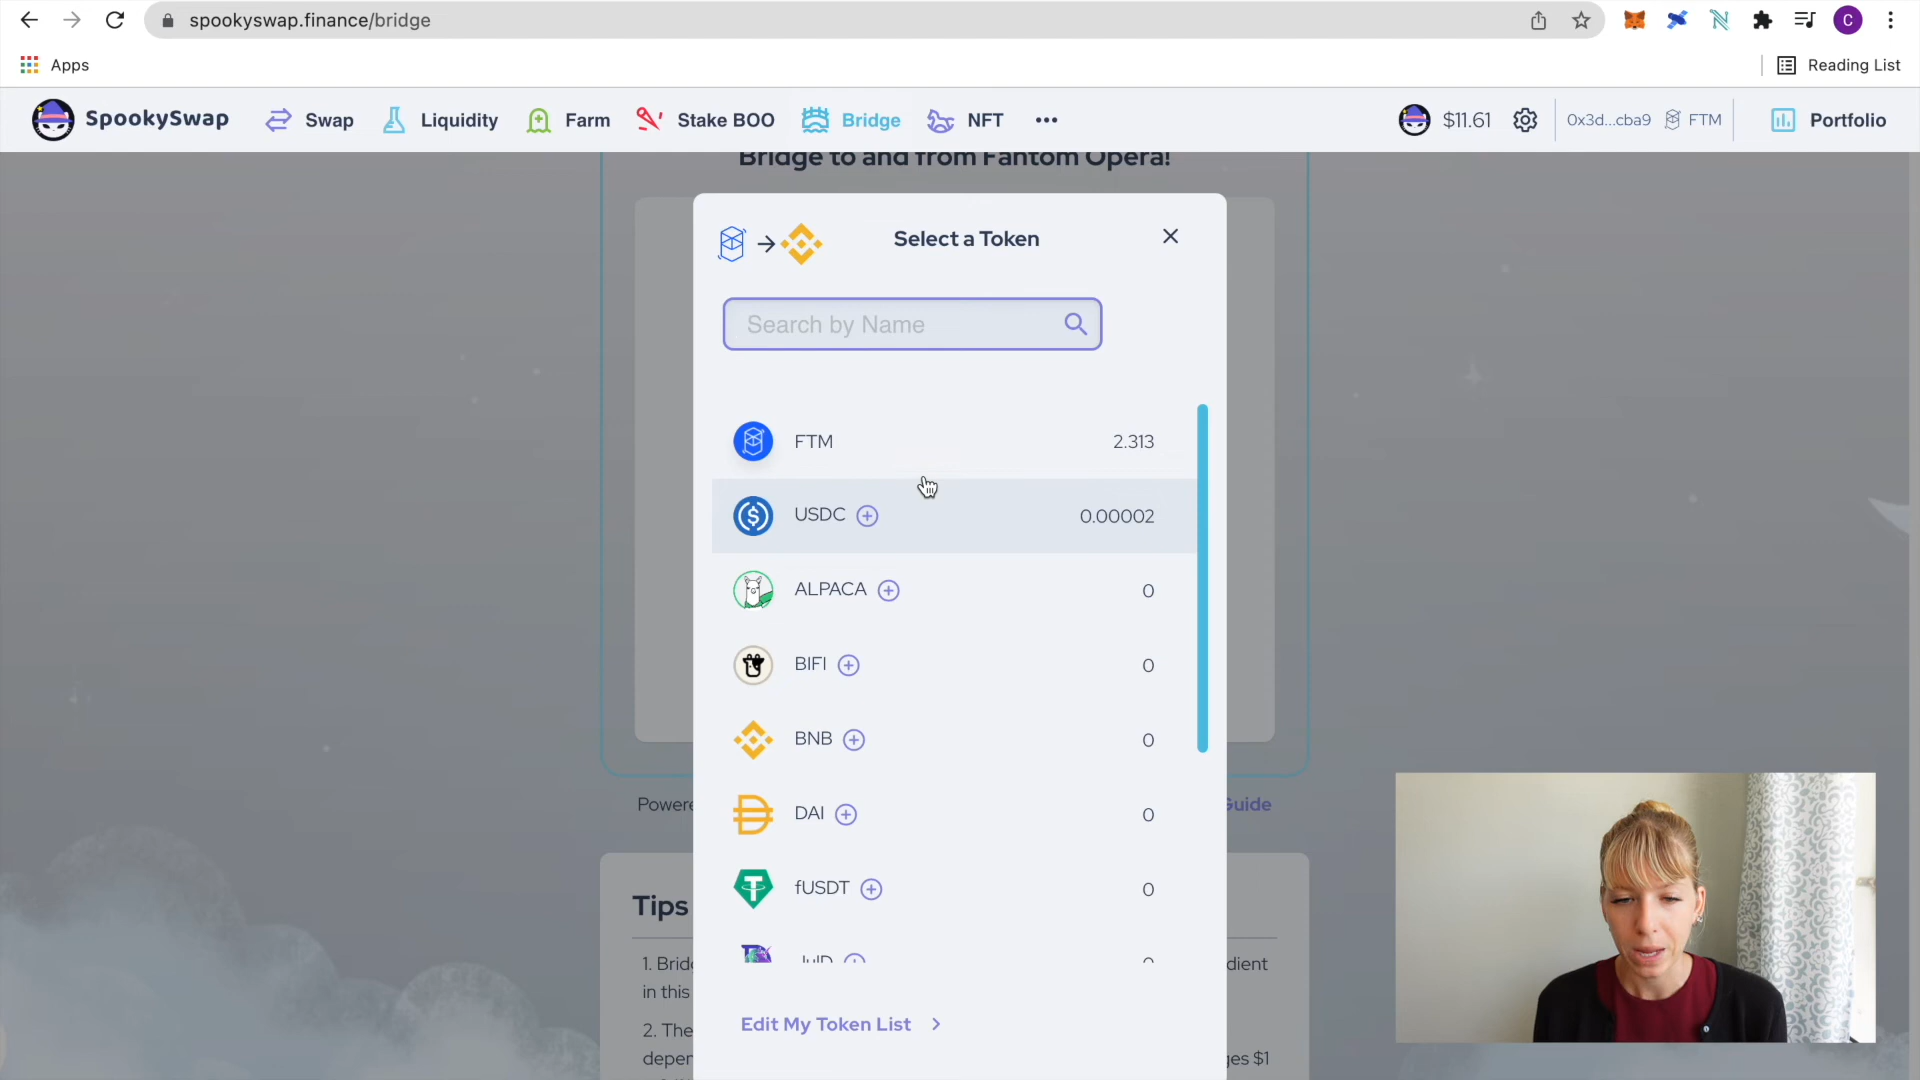 spookyswap.finance/bridge
C
Apps
Reading List
SpookySwap
Swap
Liquidity
Farm
Stake BOO
Bridge
NFT
$11.61
0x3d...cba9
FTM
Portfolio
Bridge to and from Fantom Opera!
Select a Token
Search by Name
FTM
2.313
USDC
0.00002
ALPACA
0
BIFI
0
BNB
0
DAI
0
fUSDT
0
Powere
Guide
Tips
1. Brid
dient
in this
2. The
deper
ges $1
Edit My Token List